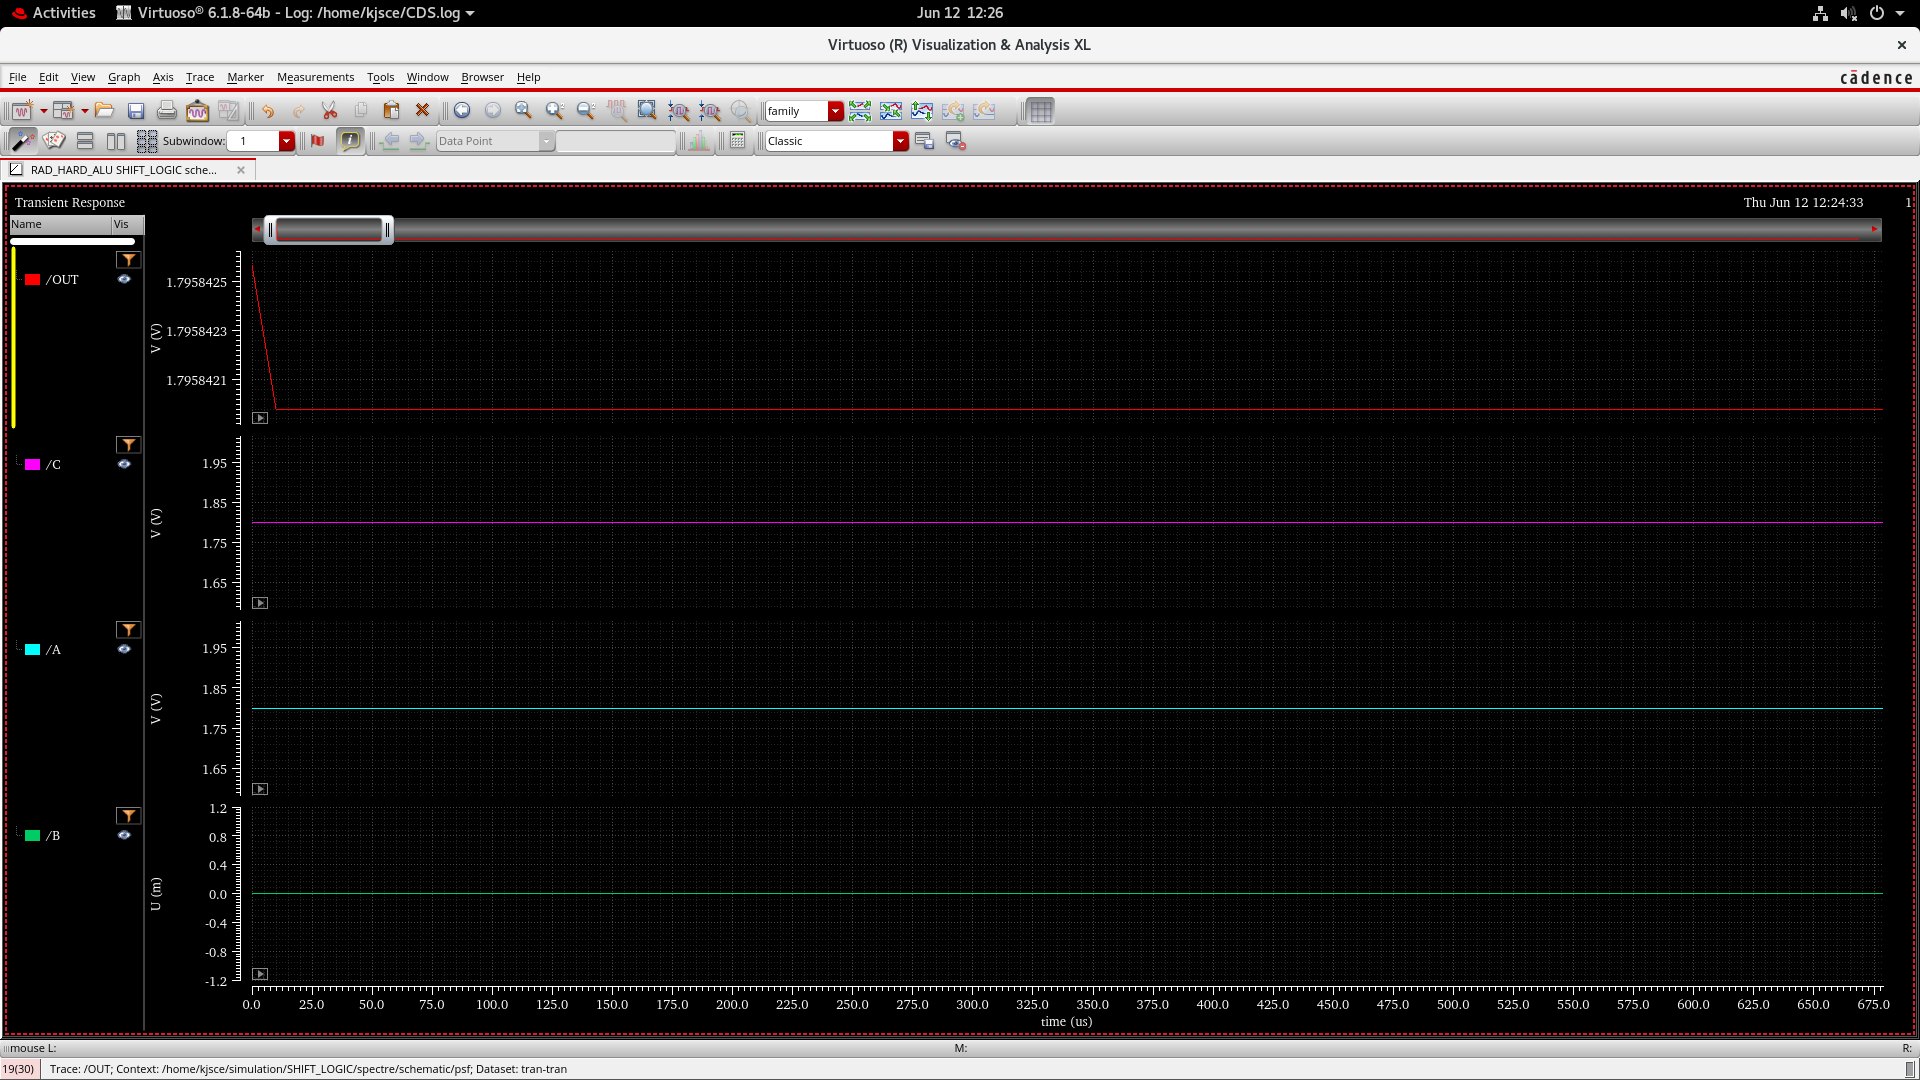 Activities Virtuoso® 6.1.8-64b - Log: /home/kjsce/CDS.log Jun 12 12:26
Virtuoso (R) Visualization & Analysis XL
File Edit View Graph Axis Trace Marker Measurements Tools Window Browser Help cādence
family
Subwindow: 1 Data Point Classic
RAD_HARD_ALU SHIFT_LOGIC sche...
Transient Response Thu Jun 12 12:24:33 1
Name Vis
/OUT
V (V)
1.7958425
1.7958423
1.7958421
/C
V (V)
1.95
1.85
1.75
1.65
/A
V (V)
1.95
1.85
1.75
1.65
/B
U (m)
1.2
0.8
0.4
0.0
-0.4
-0.8
-1.2
0.0 25.0 50.0 75.0 100.0 125.0 150.0 175.0 200.0 225.0 250.0 275.0 300.0 325.0 350.0 375.0 400.0 425.0 450.0 475.0 500.0 525.0 550.0 575.0 600.0 625.0 650.0 675.0
time (us)
mouse L: M: R:
19(30) Trace: /OUT; Context: /home/kjsce/simulation/SHIFT_LOGIC/spectre/schematic/psf; Dataset: tran-tran